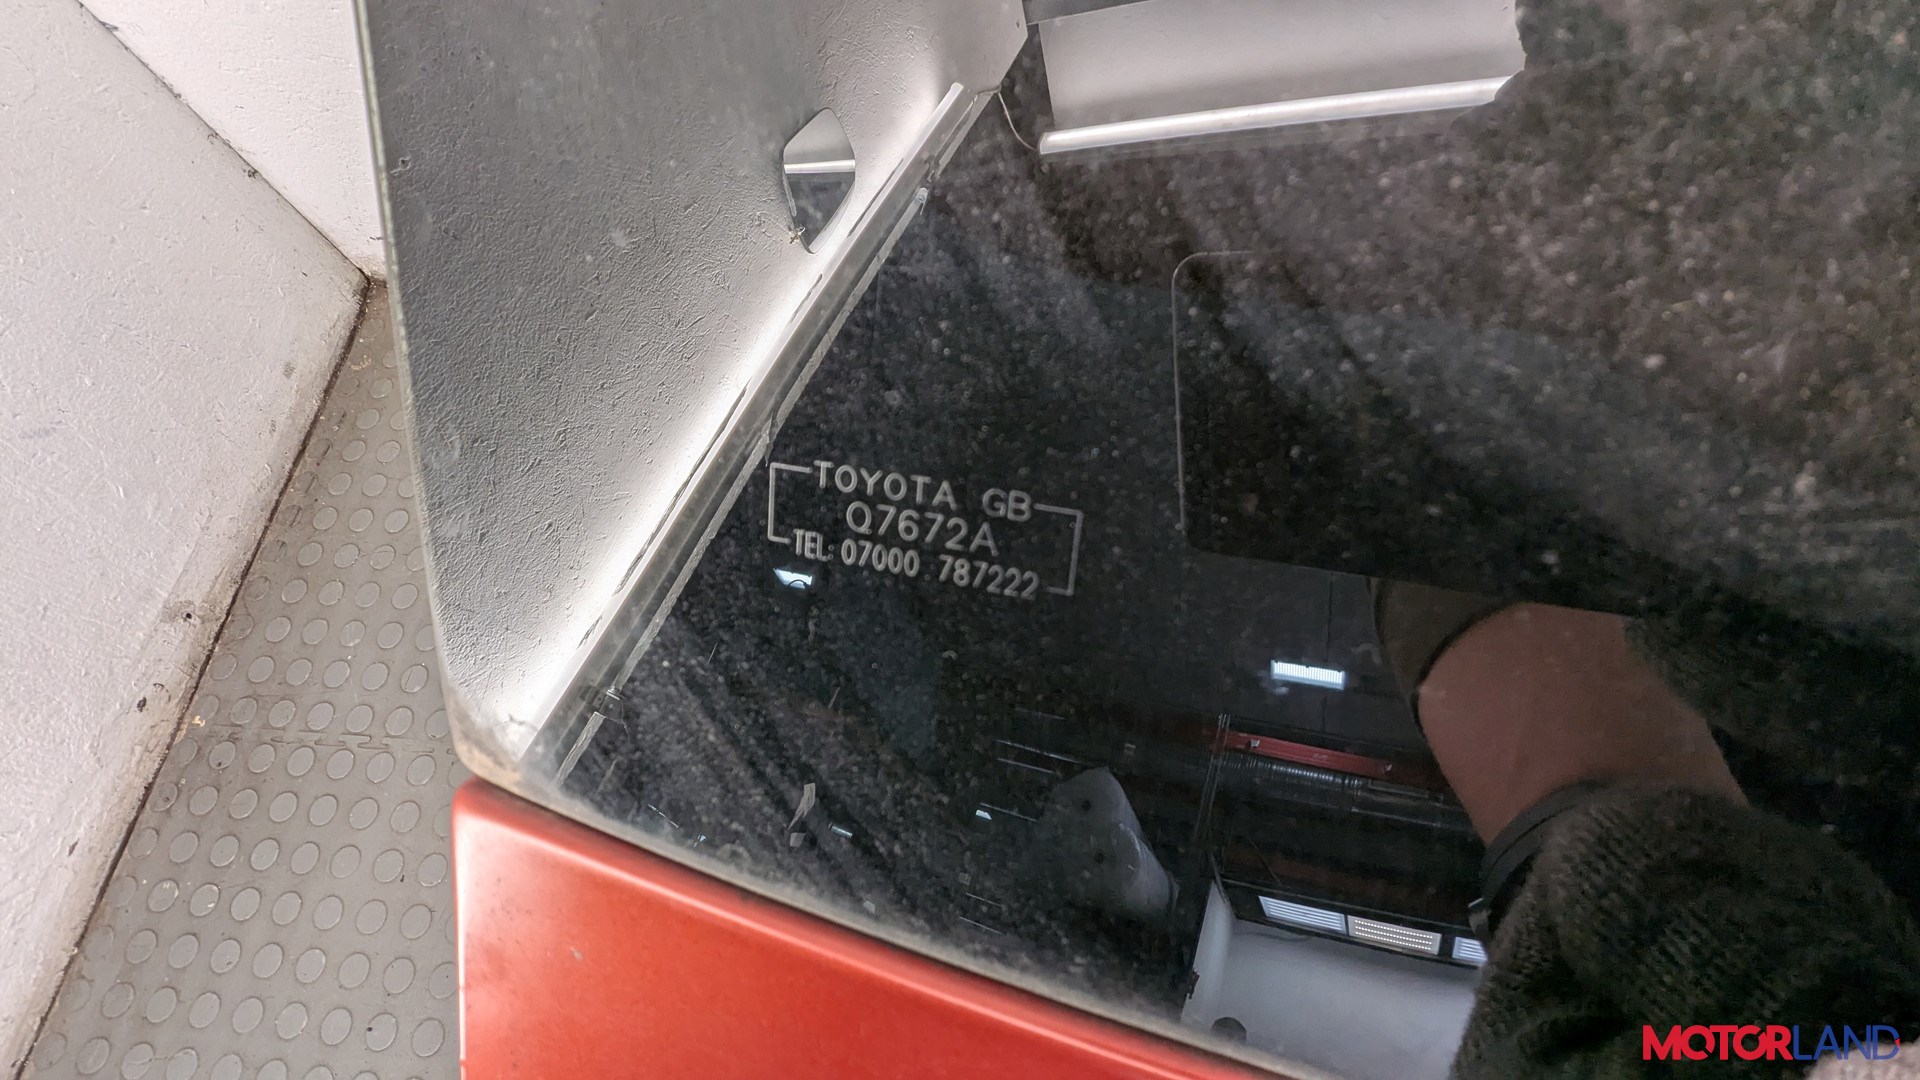 TOYOTA GB
Q7672A
TEL: 07000 787222
MOTORLAND